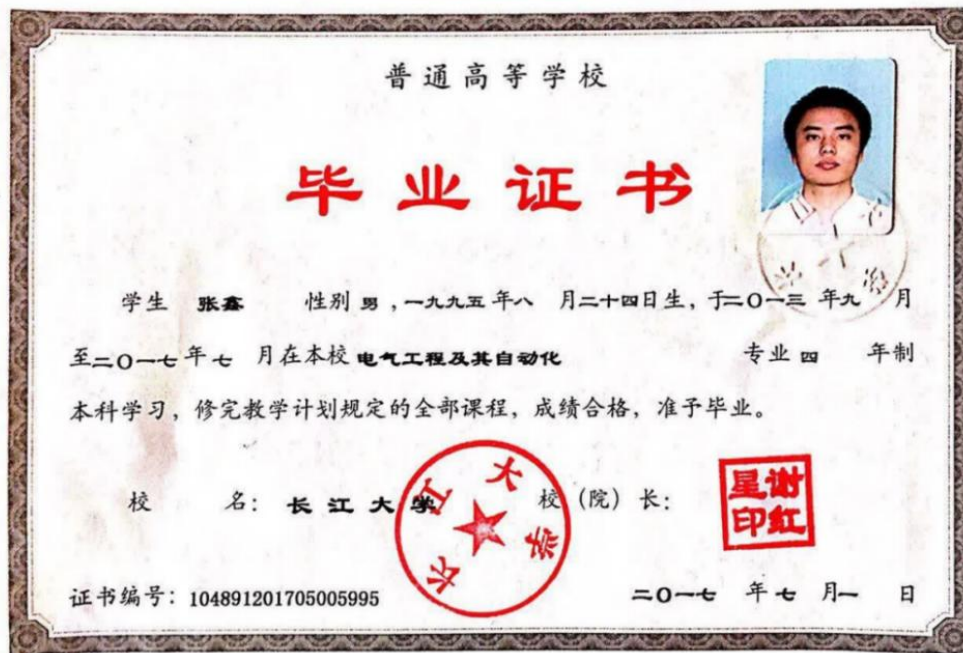 普通高等学校
毕业证书
学生 张鑫 性别 男，一九九五年八 月二十四日生，于二〇一三 年九 月
至二〇一七年七 月在本校 电气工程及其自动化 专业 四 年制
本科学习，修完教学计划规定的全部课程，成绩合格，准予毕业。
校 名：长江大学 校（院）长：
长江大学
谢红星印
证书编号：104891201705005995 二〇一七 年七 月一 日